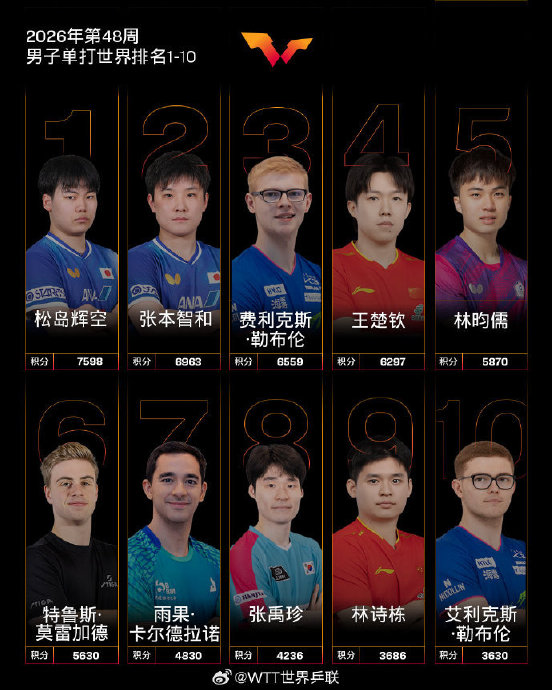 2026年第48周
男子单打世界排名1-10
1
2
3
4
5
松岛辉空
张本智和
费利克斯
·勒布伦
王楚钦
林昀儒
积分 7598
积分 6963
积分 6559
积分 6297
积分 5870
6
7
8
9
10
特鲁斯·
莫雷加德
雨果·
卡尔德拉诺
张禹珍
林诗栋
艾利克斯
·勒布伦
积分 5630
积分 4830
积分 4236
积分 3686
积分 3630
@WTT世界乒联